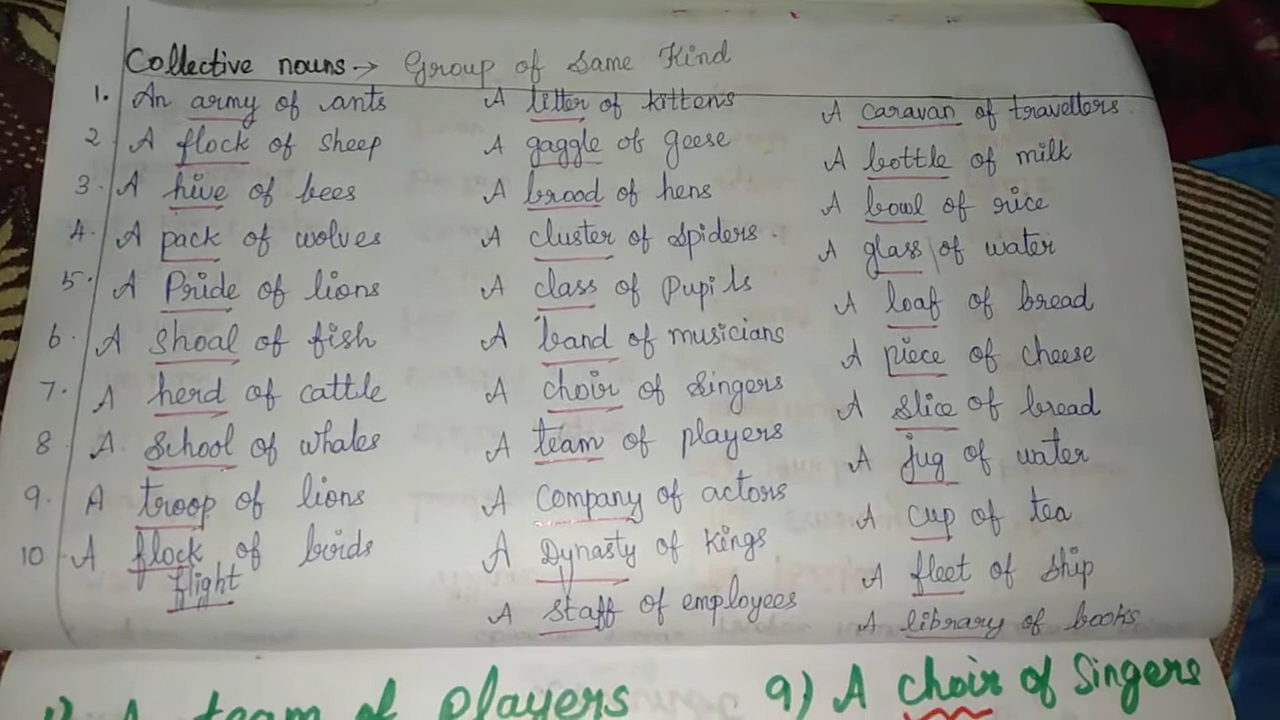 Collective nouns → Group of Same Kind
1. An army of ants
2 A flock of sheep
3. A hive of bees
4. A pack of wolves
5. A Pride of lions
6. A shoal of fish
7. A herd of cattle
8 A School of whales
9. A troop of lions
10. A flock of birds
flight
A litter of kittens
A gaggle of geese
A brood of hens
A cluster of Spiders.
A class of Pupils
A band of musicians
A choir of Singers
A team of players
A Company of actors
A Dynasty of Kings
A staff of employees
A caravan of travellers.
A bottle of milk
A bowl of rice
A glass of water
A loaf of bread
A piece of cheese
A slice of bread
A jug of water
A cup of tea
A fleet of ship
A library of books
1) A team of players
9) A choir of Singers